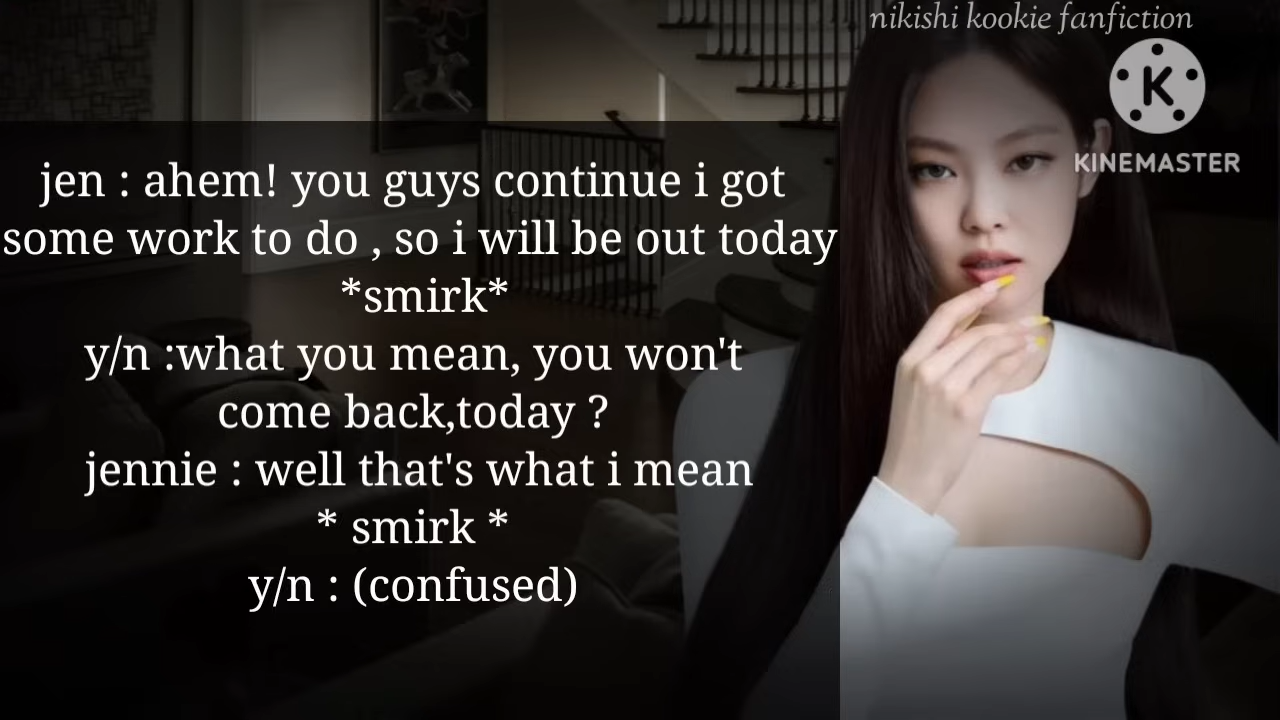 nikishi kookie fanfiction
K
KINEMASTER
jen : ahem! you guys continue i got
some work to do , so i will be out today
*smirk*
y/n :what you mean, you won't
come back,today ?
jennie : well that's what i mean
* smirk *
y/n : (confused)